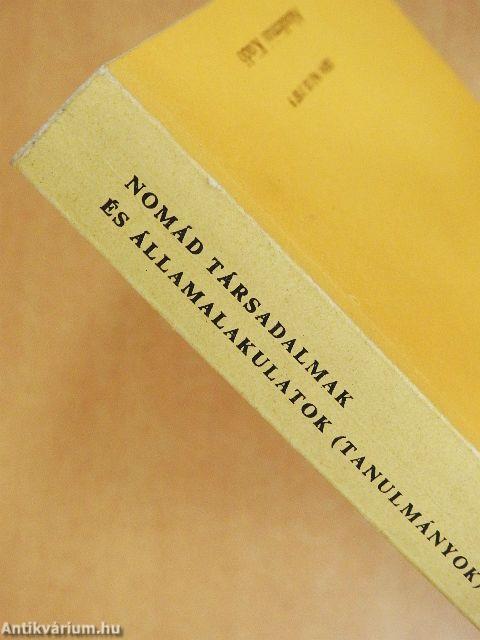 NOMÁD TÁRSADALMAK
ÉS ÁLLAMALAKULATOK (TANULMÁNYOK)
Antikvárium.hu